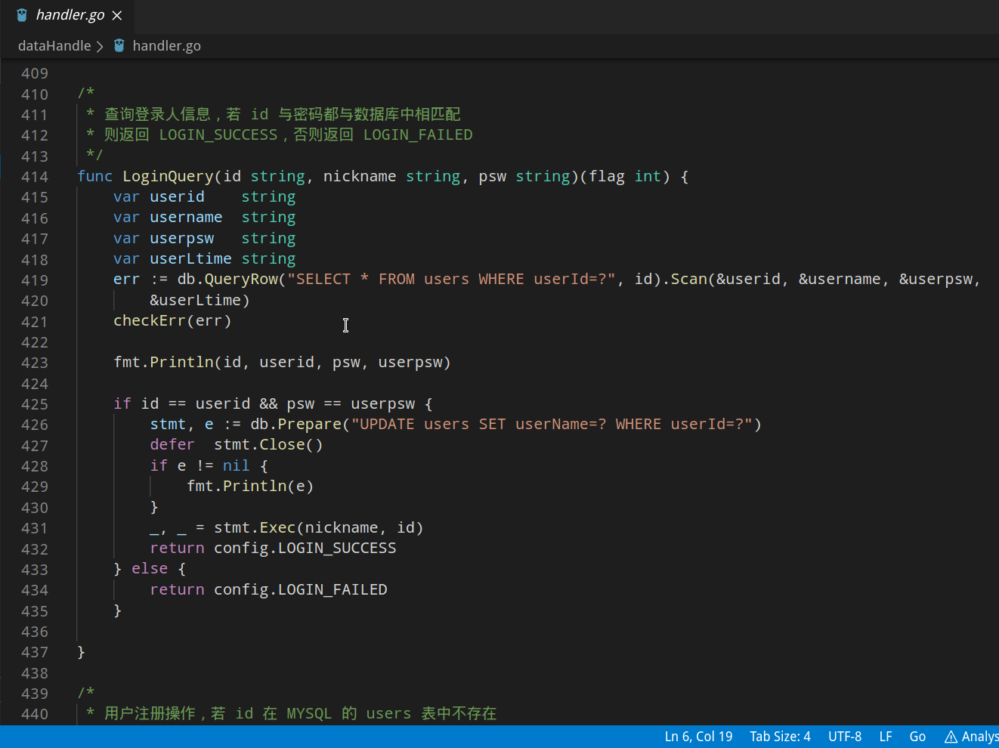 handler.go
dataHandle > handler.go
409
410 /*
411  * 查询登录人信息，若 id 与密码都与数据库中相匹配
412  * 则返回 LOGIN_SUCCESS，否则返回 LOGIN_FAILED
413  */
414 func LoginQuery(id string, nickname string, psw string)(flag int) {
415     var userid    string
416     var username  string
417     var userpsw   string
418     var userLtime string
419     err := db.QueryRow("SELECT * FROM users WHERE userId=?", id).Scan(&userid, &username, &userpsw,
420         &userLtime)
421     checkErr(err)
422
423     fmt.Println(id, userid, psw, userpsw)
424
425     if id == userid && psw == userpsw {
426         stmt, e := db.Prepare("UPDATE users SET userName=? WHERE userId=?")
427         defer  stmt.Close()
428         if e != nil {
429             fmt.Println(e)
430         }
431         _, _ = stmt.Exec(nickname, id)
432         return config.LOGIN_SUCCESS
433     } else {
434         return config.LOGIN_FAILED
435     }
436
437 }
438
439 /*
440  * 用户注册操作，若 id 在 MYSQL 的 users 表中不存在
Ln 6, Col 19 Tab Size: 4 UTF-8 LF Go Analys